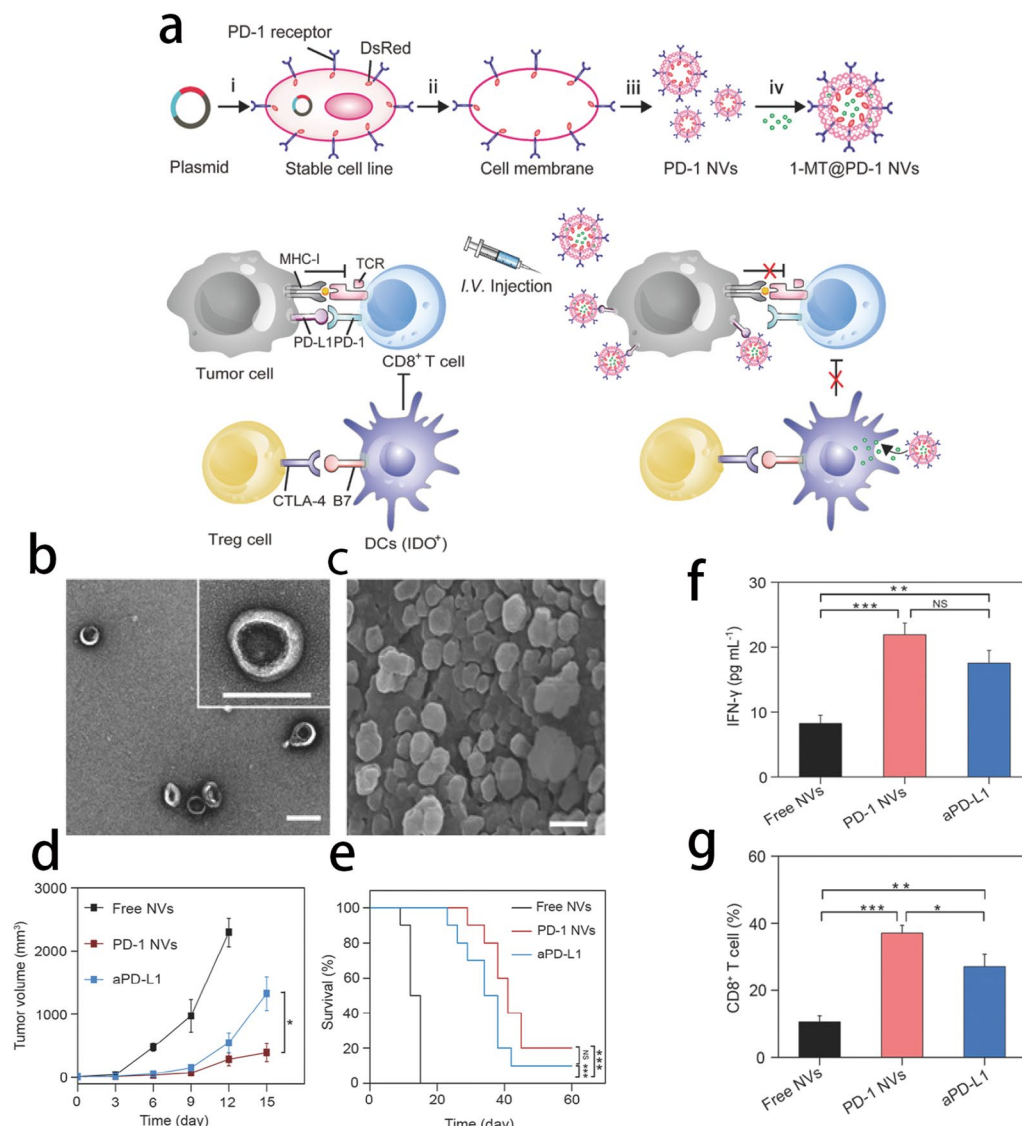 a
PD-1 receptor
DsRed
i
ii
iii
iv
Plasmid
Stable cell line
Cell membrane
PD-1 NVs
1-MT@PD-1 NVs
MHC-I
TCR
I.V. Injection
PD-L1
PD-1
CD8⁺ T cell
Tumor cell
CTLA-4
B7
Treg cell
DCs (IDO⁺)
b
c
d
Tumor volume (mm³)
3000
2000
1000
0
Free NVs
PD-1 NVs
aPD-L1
*
0 3 6 9 12 15
Time (day)
e
Survival (%)
100
80
60
40
20
0
Free NVs
PD-1 NVs
aPD-L1
***
NS
***
0 20 40 60
Time (day)
f
IFN-γ (pg mL⁻¹)
30
20
10
0
**
***
NS
Free NVs
PD-1 NVs
aPD-L1
g
CD8⁺ T cell (%)
60
40
20
0
**
***
*
Free NVs
PD-1 NVs
aPD-L1